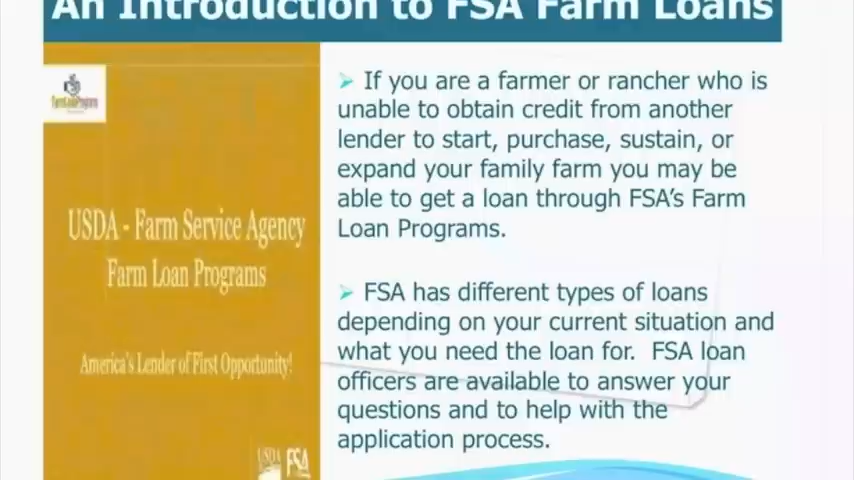 An Introduction to FSA Farm Loans
FarmLoanPrograms
USDA - Farm Service Agency
Farm Loan Programs
America's Lender of First Opportunity!
USDA FSA
➢ If you are a farmer or rancher who is
unable to obtain credit from another
lender to start, purchase, sustain, or
expand your family farm you may be
able to get a loan through FSA's Farm
Loan Programs.
➢ FSA has different types of loans
depending on your current situation and
what you need the loan for.  FSA loan
officers are available to answer your
questions and to help with the
application process.